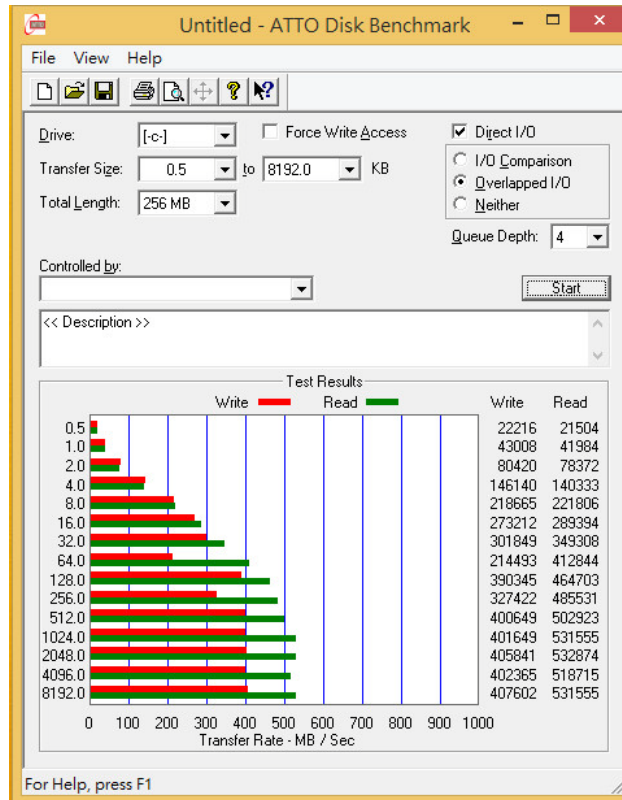 Untitled - ATTO Disk Benchmark
File View Help
Drive: [-c-] Force Write Access Direct I/O
Transfer Size: 0.5 to 8192.0 KB I/O Comparison
Overlapped I/O
Total Length: 256 MB Neither
Queue Depth: 4
Controlled by:
Start
<< Description >>
Test Results
Write Read Write Read
0.5 22216 21504
1.0 43008 41984
2.0 80420 78372
4.0 146140 140333
8.0 218665 221806
16.0 273212 289394
32.0 301849 349308
64.0 214493 412844
128.0 390345 464703
256.0 327422 485531
512.0 400649 502923
1024.0 401649 531555
2048.0 405841 532874
4096.0 402365 518715
8192.0 407602 531555
0 100 200 300 400 500 600 700 800 900 1000
Transfer Rate - MB / Sec
For Help, press F1